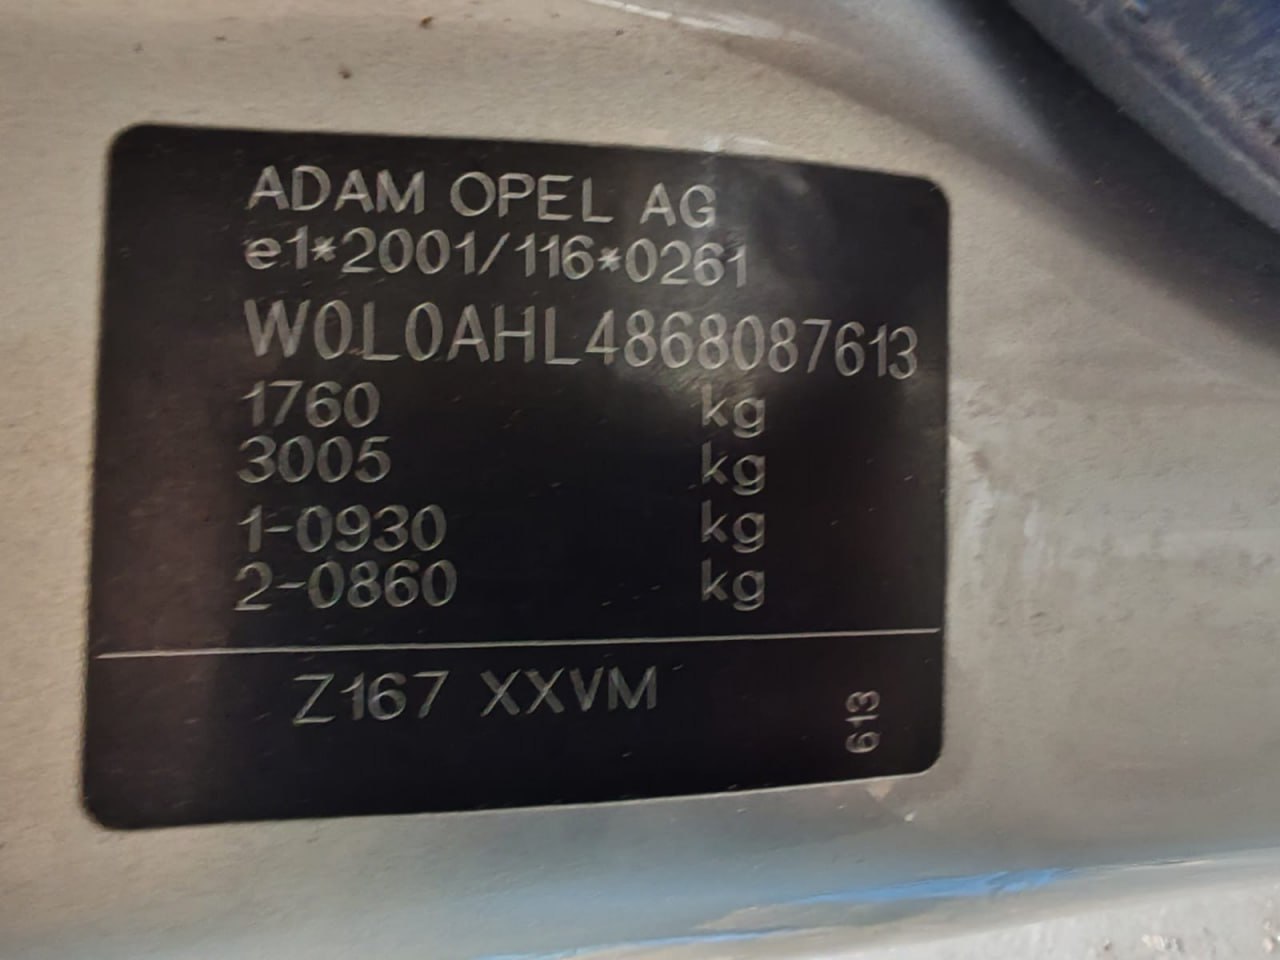 ADAM OPEL AG
e1*2001/116*0261
W0L0AHL4868087613
1760 kg
3005 kg
1-0930 kg
2-0860 kg
Z167 XXVM
613